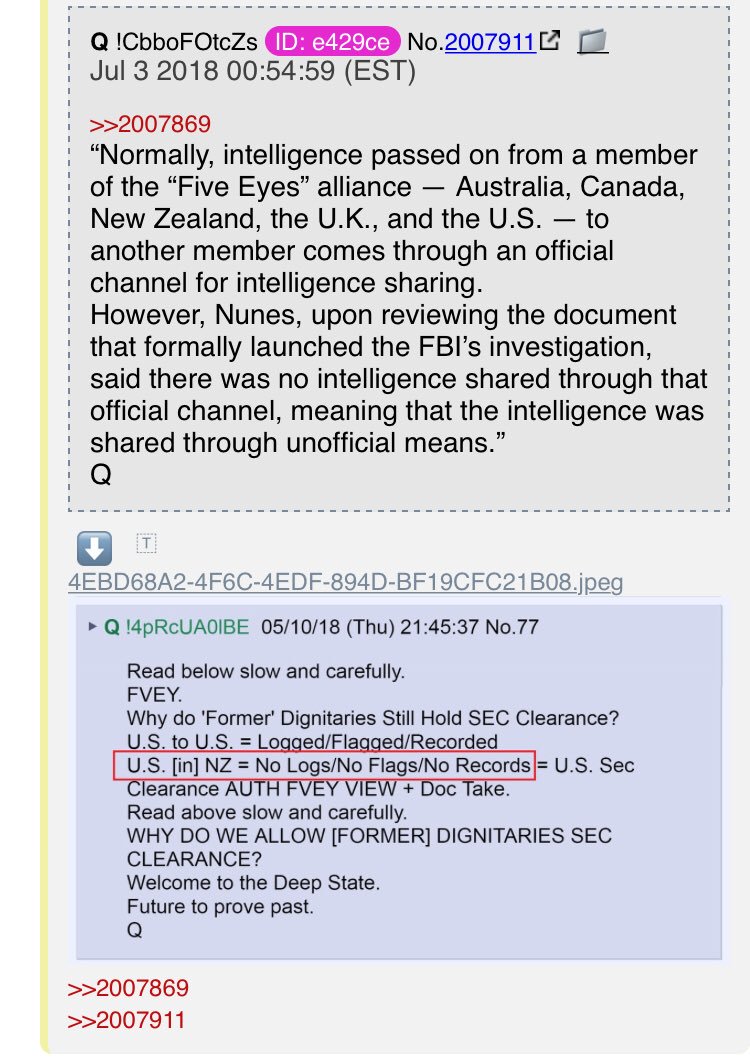 Q !CbboFOtcZs ID: e429ce No.2007911
Jul 3 2018 00:54:59 (EST)
>>2007869
“Normally, intelligence passed on from a member
of the “Five Eyes” alliance — Australia, Canada,
New Zealand, the U.K., and the U.S. — to
another member comes through an official
channel for intelligence sharing.
However, Nunes, upon reviewing the document
that formally launched the FBI’s investigation,
said there was no intelligence shared through that
official channel, meaning that the intelligence was
shared through unofficial means.”
Q
T
4EBD68A2-4F6C-4EDF-894D-BF19CFC21B08.jpeg
Q !4pRcUA0lBE 05/10/18 (Thu) 21:45:37 No.77
Read below slow and carefully.
FVEY.
Why do 'Former' Dignitaries Still Hold SEC Clearance?
U.S. to U.S. = Logged/Flagged/Recorded
U.S. [in] NZ = No Logs/No Flags/No Records = U.S. Sec
Clearance AUTH FVEY VIEW + Doc Take.
Read above slow and carefully.
WHY DO WE ALLOW [FORMER] DIGNITARIES SEC
CLEARANCE?
Welcome to the Deep State.
Future to prove past.
Q
>>2007869
>>2007911